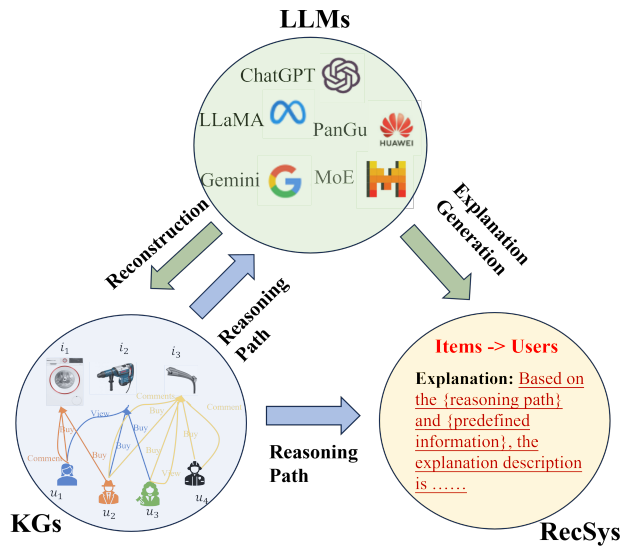 LLMs
ChatGPT
LLaMA
PanGu
HUAWEI
Gemini
MoE
Reconstruction
Reasoning
Path
Explanation
Generation
i1
i2
i3
Comments
Comment
View
Buy
Buy
Buy
Buy
Buy
Buy
Buy
Comment
View
u1
u2
u3
u4
KGs
Reasoning
Path
Items -> Users
Explanation: Based on
the {reasoning path}
and {predefined
information}, the
explanation description
is ......
RecSys